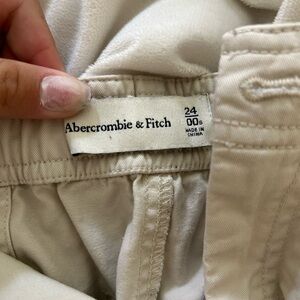 Abercrombie & Fitch
24
00S
MADE IN
CHINA